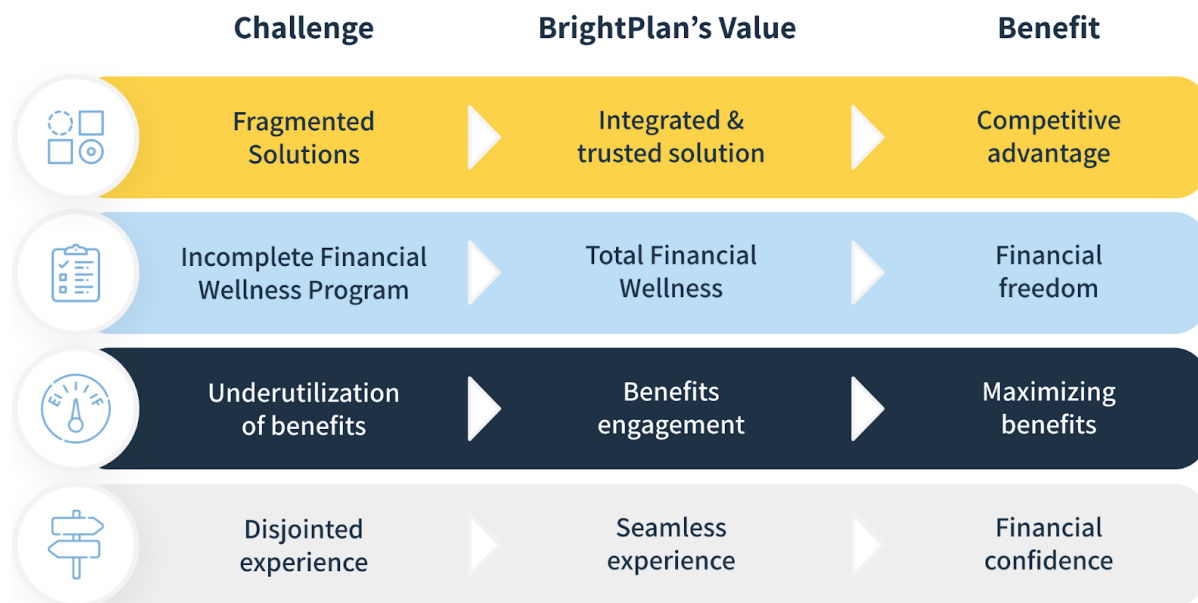 Challenge
BrightPlan's Value
Benefit
Fragmented
Solutions
Integrated &
trusted solution
Competitive
advantage
Incomplete Financial
Wellness Program
Total Financial
Wellness
Financial
freedom
E
F
Underutilization
of benefits
Benefits
engagement
Maximizing
benefits
Disjointed
experience
Seamless
experience
Financial
confidence